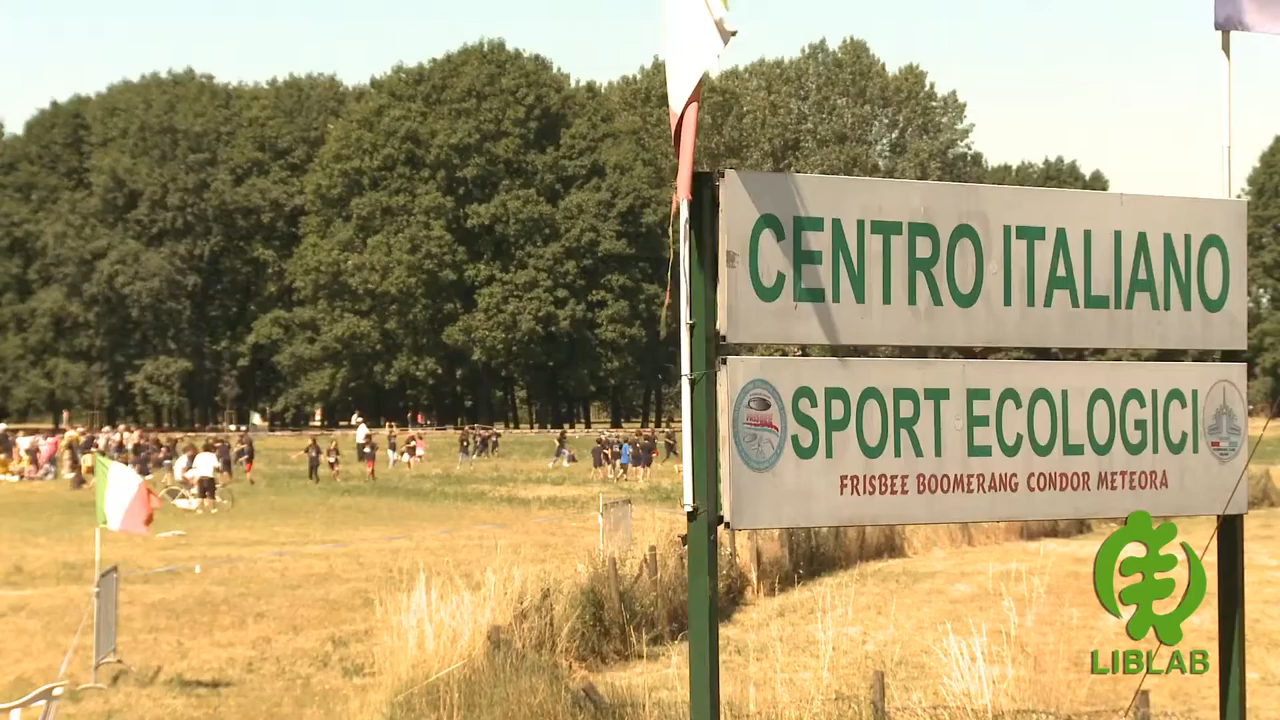 CENTRO ITALIANO
SPORT ECOLOGICI
FRISBEE BOOMERANG CONDOR METEORA
LIBLAB